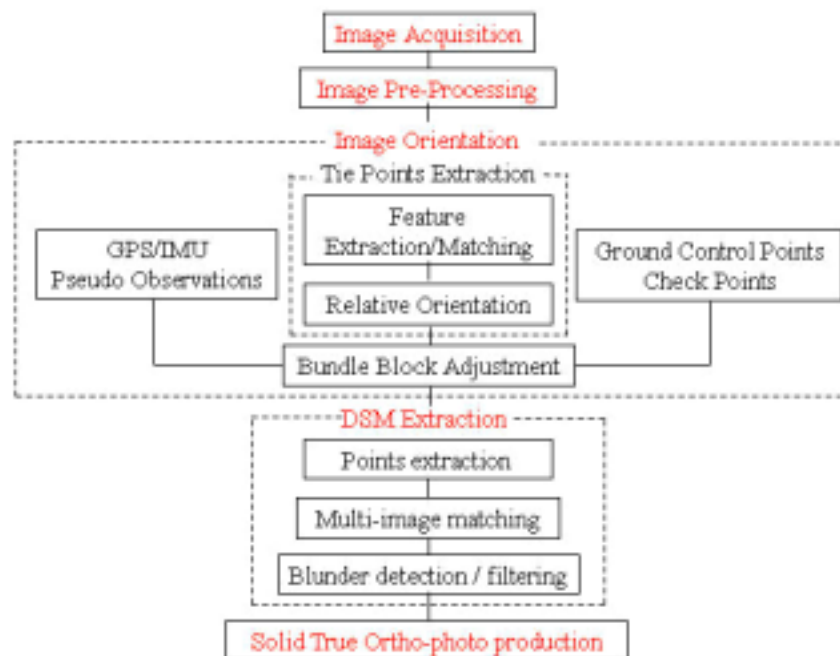 Image Acquisition
Image Pre-Processing
Image Orientation
Tie Points Extraction
Feature
Extraction/Matching
GPS/IMU
Pseudo Observations
Ground Control Points
Check Points
Relative Orientation
Bundle Block Adjustment
DSM Extraction
Points extraction
Multi-image matching
Blunder detection / filtering
Solid True Ortho-photo production